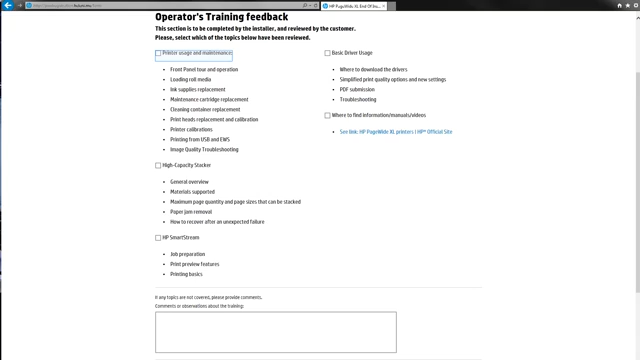 HP PageWide XL End Of Ins...
Operator's Training feedback
This section is to be completed by the installer, and reviewed by the customer.
Please, select which of the topics below have been reviewed.
Printer usage and maintenance
• Front Panel tour and operation
• Loading roll media
• Ink supplies replacement
• Maintenance cartridge replacement
• Cleaning container replacement
• Print heads replacement and calibration
• Printer calibrations
• Printing from USB and EWS
• Image Quality Troubleshooting
High-Capacity Stacker
• General overview
• Materials supported
• Maximum page quantity and page sizes that can be stacked
• Paper jam removal
• How to recover after an unexpected failure
HP SmartStream
• Job preparation
• Print preview features
• Printing basics
Basic Driver Usage
• Where to download the drivers
• Simplified print quality options and new settings
• PDF submission
• Troubleshooting
Where to find information/manuals/videos
• See link: HP PageWide XL printers | HP® Official Site
If any topics are not covered, please provide comments.
Comments or observations about the training: